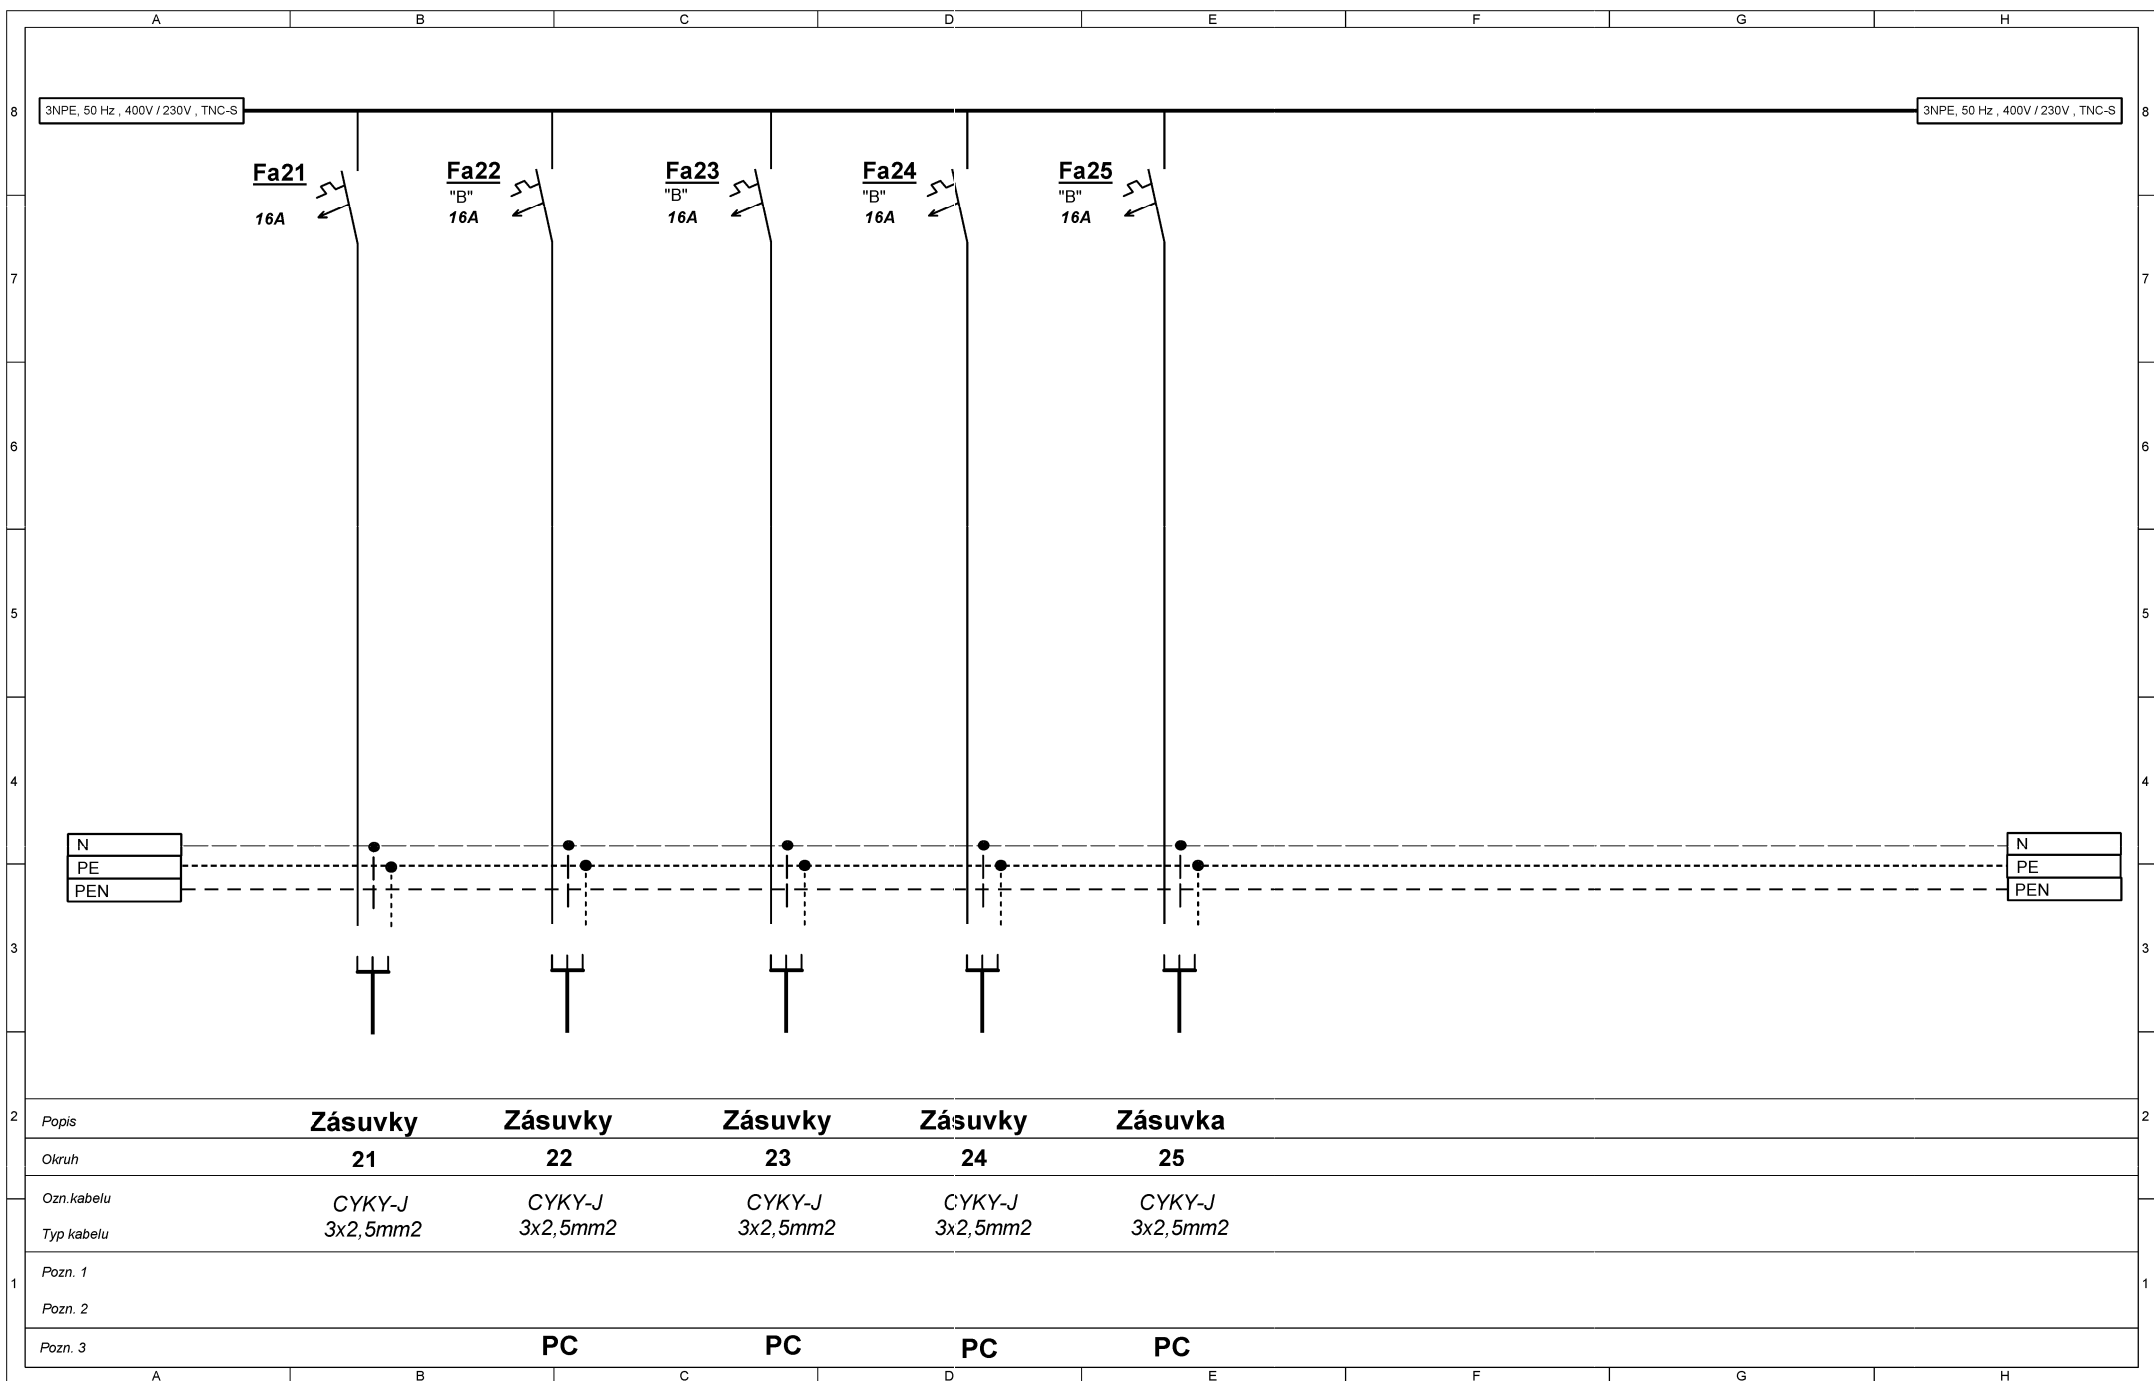 A B C D E F G H
8 3NPE, 50 Hz , 400V / 230V , TNC-S 3NPE, 50 Hz , 400V / 230V , TNC-S 8
Fa21 Fa22 Fa23 Fa24 Fa25
"B" "B" "B" "B"
16A 16A 16A 16A 16A
7 7
6 6
5 5
4 4
N N
PE PE
PEN PEN
3 3
2 Popis Zásuvky Zásuvky Zásuvky Zásuvky Zásuvka 2
Okruh 21 22 23 24 25
Ozn.kabelu CYKY-J CYKY-J CYKY-J CYKY-J CYKY-J
Typ kabelu 3x2,5mm2 3x2,5mm2 3x2,5mm2 3x2,5mm2 3x2,5mm2
Pozn. 1
1 1
Pozn. 2
Pozn. 3 PC PC PC PC
A B C D E F G H